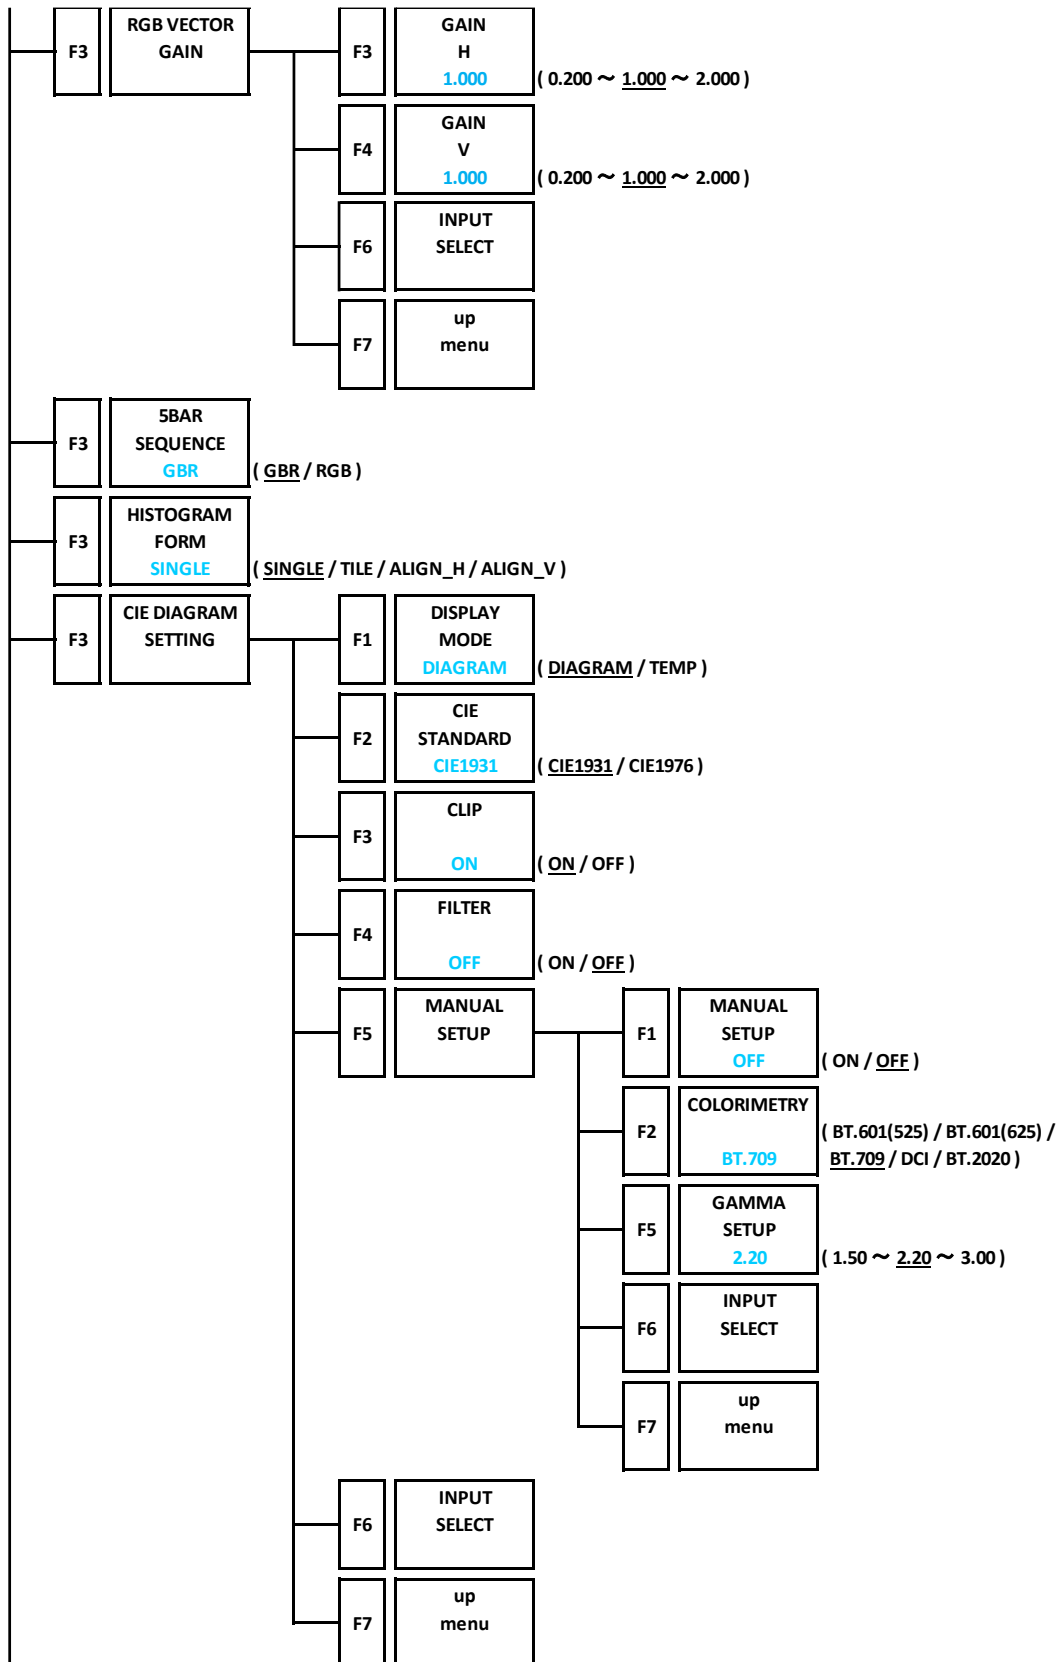 F3
RGB VECTOR
GAIN
F3
GAIN
H
1.000
( 0.200 ～ 1.000 ～ 2.000 )
F4
GAIN
V
1.000
( 0.200 ～ 1.000 ～ 2.000 )
F6
INPUT
SELECT
F7
up
menu
F3
5BAR
SEQUENCE
GBR
( GBR / RGB )
F3
HISTOGRAM
FORM
SINGLE
( SINGLE / TILE / ALIGN_H / ALIGN_V )
F3
CIE DIAGRAM
SETTING
F1
DISPLAY
MODE
DIAGRAM
( DIAGRAM / TEMP )
F2
CIE
STANDARD
CIE1931
( CIE1931 / CIE1976 )
F3
CLIP
ON
( ON / OFF )
F4
FILTER
OFF
( ON / OFF )
F5
MANUAL
SETUP
F1
MANUAL
SETUP
OFF
( ON / OFF )
F2
COLORIMETRY
BT.709
( BT.601(525) / BT.601(625) /
BT.709 / DCI / BT.2020 )
F5
GAMMA
SETUP
2.20
( 1.50 ～ 2.20 ～ 3.00 )
F6
INPUT
SELECT
F7
up
menu
F6
INPUT
SELECT
F7
up
menu